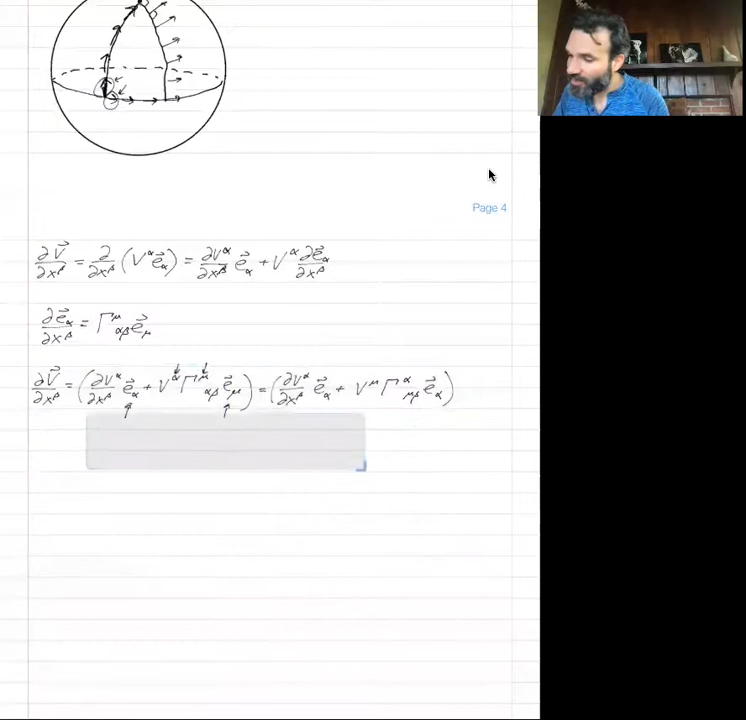 Page 4
∂V⃗/∂x^β = ∂/∂x^β (V^α e⃗_α) = ∂V^α/∂x^β e⃗_α + V^α ∂e⃗_α/∂x^β
∂e⃗_α/∂x^β = Γ^μ_αβ e⃗_μ
∂V⃗/∂x^β = (∂V^α/∂x^β e⃗_α + V^α Γ^μ_αβ e⃗_μ) = (∂V^α/∂x^β e⃗_α + V^μ Γ^α_μβ e⃗_α)